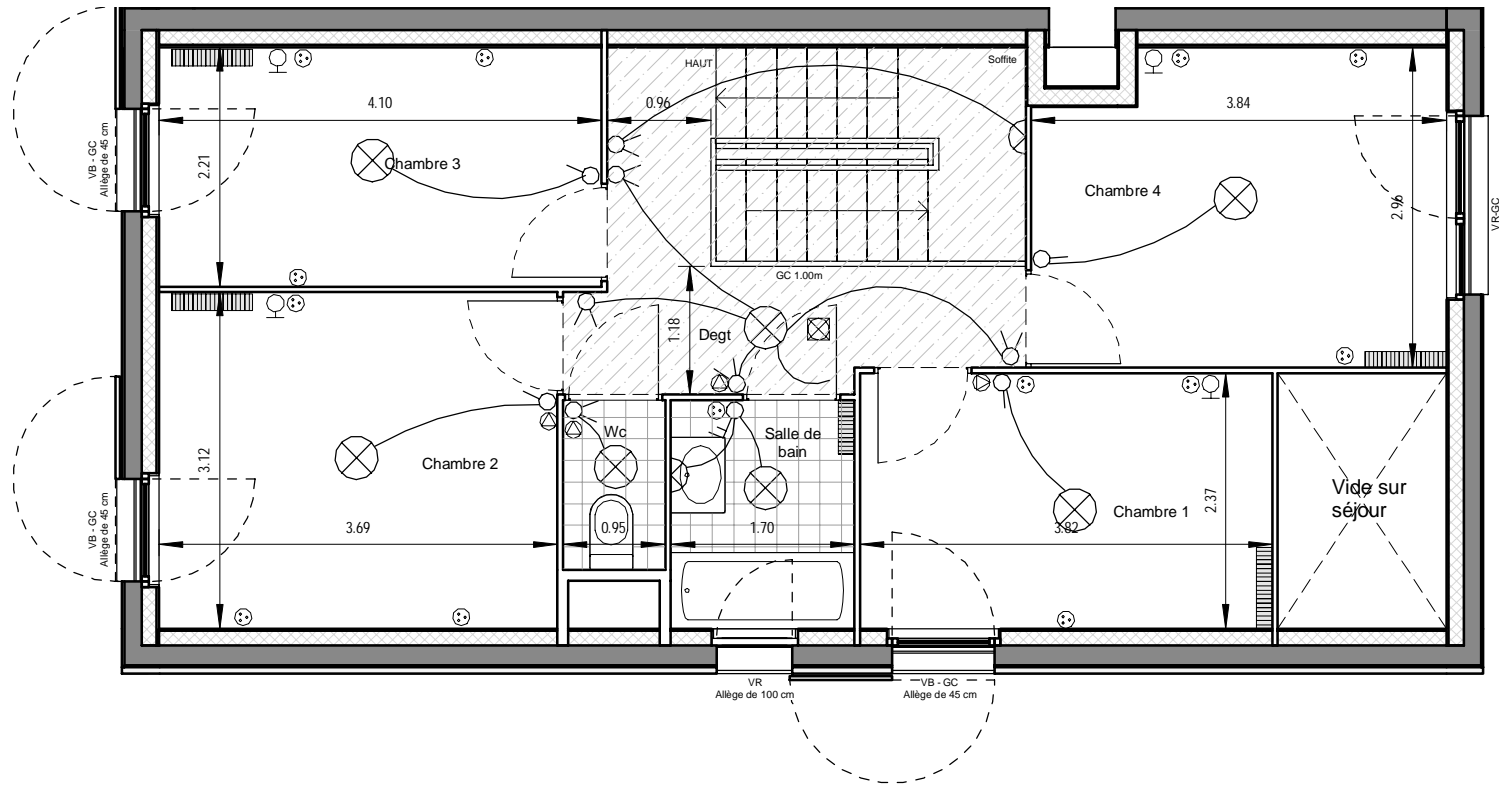 HAUT
Soffite
4.10
0.96
3.84
VB - GC
Allège de 45 cm
2.21
Chambre 3
Chambre 4
2.96
VR-GC
GC 1.00m
1.18
Degt
Wc
Salle de
bain
3.12
Chambre 2
VB - GC
Allège de 45 cm
3.69
0.95
1.70
3.82
Chambre 1
2.37
Vide sur
séjour
VR
Allège de 100 cm
VB - GC
Allège de 45 cm